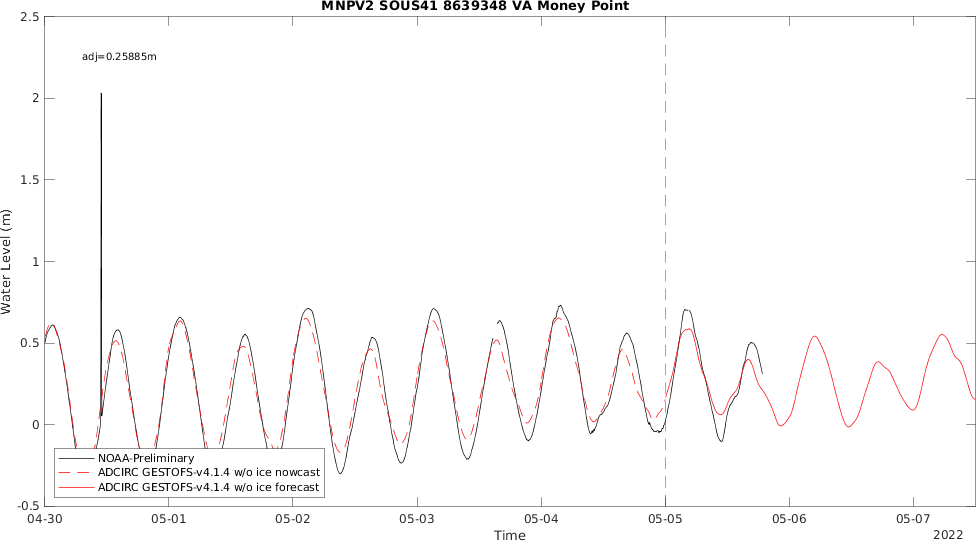 MNPV2 SOUS41 8639348 VA Money Point
2.5
adj=0.25885m
2
1.5
1
0.5
0
-0.5
Water Level (m)
NOAA-Preliminary
ADCIRC GESTOFS-v4.1.4 w/o ice nowcast
ADCIRC GESTOFS-v4.1.4 w/o ice forecast
04-30 05-01 05-02 05-03 05-04 05-05 05-06 05-07
Time
2022